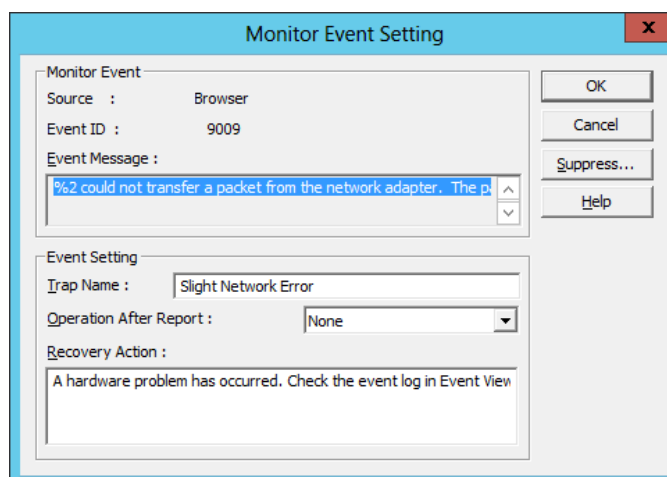 Monitor Event Setting
x
Monitor Event
Source :
Browser
Event ID :
9009
Event Message :
%2 could not transfer a packet from the network adapter. The
OK
Cancel
Suppress...
Help
Event Setting
Trap Name :
Slight Network Error
Operation After Report :
None
Recovery Action :
A hardware problem has occurred. Check the event log in Event View